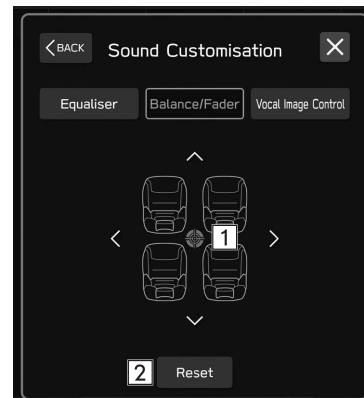 BACK Sound Customisation
Equaliser Balance/Fader Vocal Image Control
1
2 Reset